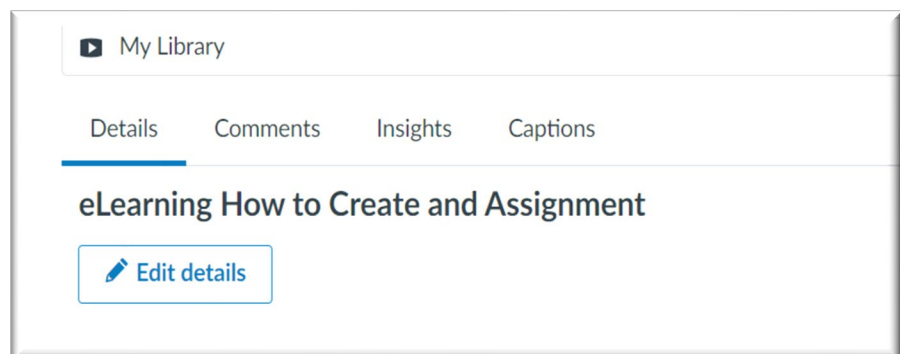 My Library
Details Comments Insights Captions
eLearning How to Create and Assignment
Edit details